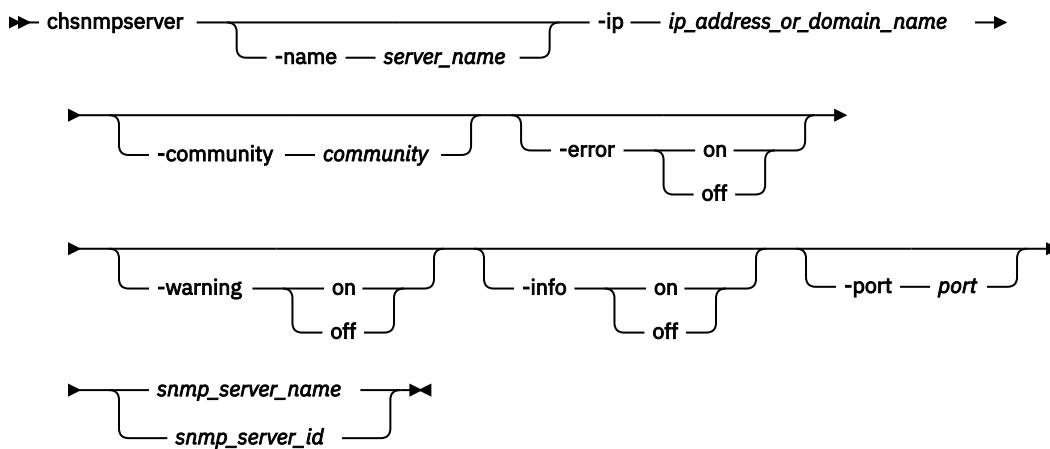 chsnmpserver -ip ip_address_or_domain_name
-name server_name
-community community -error on
off
-warning on -info on -port port
off off
snmp_server_name
snmp_server_id